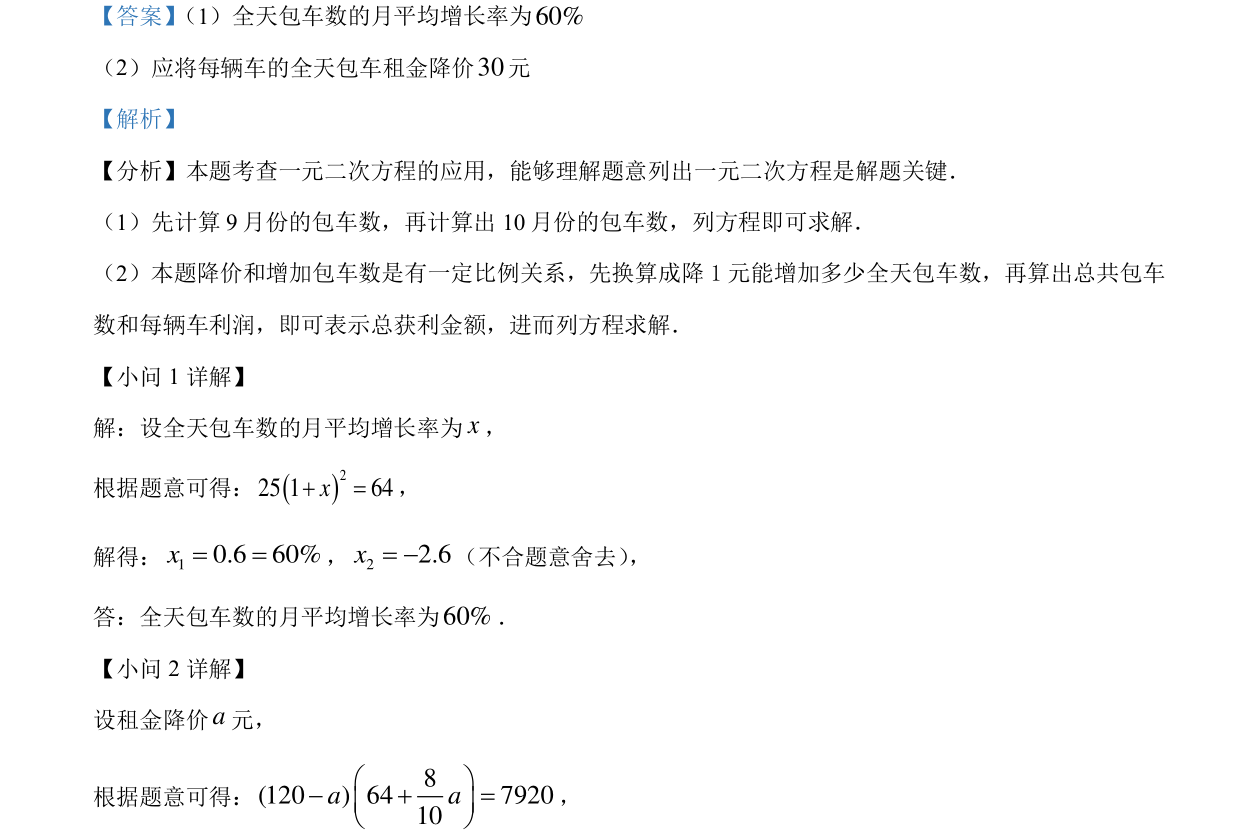 【答案】（1）全天包车数的月平均增长率为60%
（2）应将每辆车的全天包车租金降价30元
【解析】
【分析】本题考查一元二次方程的应用，能够理解题意列出一元二次方程是解题关键．
（1）先计算 9 月份的包车数，再计算出 10 月份的包车数，列方程即可求解．
（2）本题降价和增加包车数是有一定比例关系，先换算成降 1 元能增加多少全天包车数，再算出总共包车
数和每辆车利润，即可表示总获利金额，进而列方程求解．
【小问 1 详解】
解：设全天包车数的月平均增长率为 x，
根据题意可得：25(1+x)²=64，
解得：x₁=0.6=60%，x₂=−2.6（不合题意舍去），
答：全天包车数的月平均增长率为60%．
【小问 2 详解】
设租金降价 a 元，
根据题意可得：(120−a)(64+8/10 a)=7920，